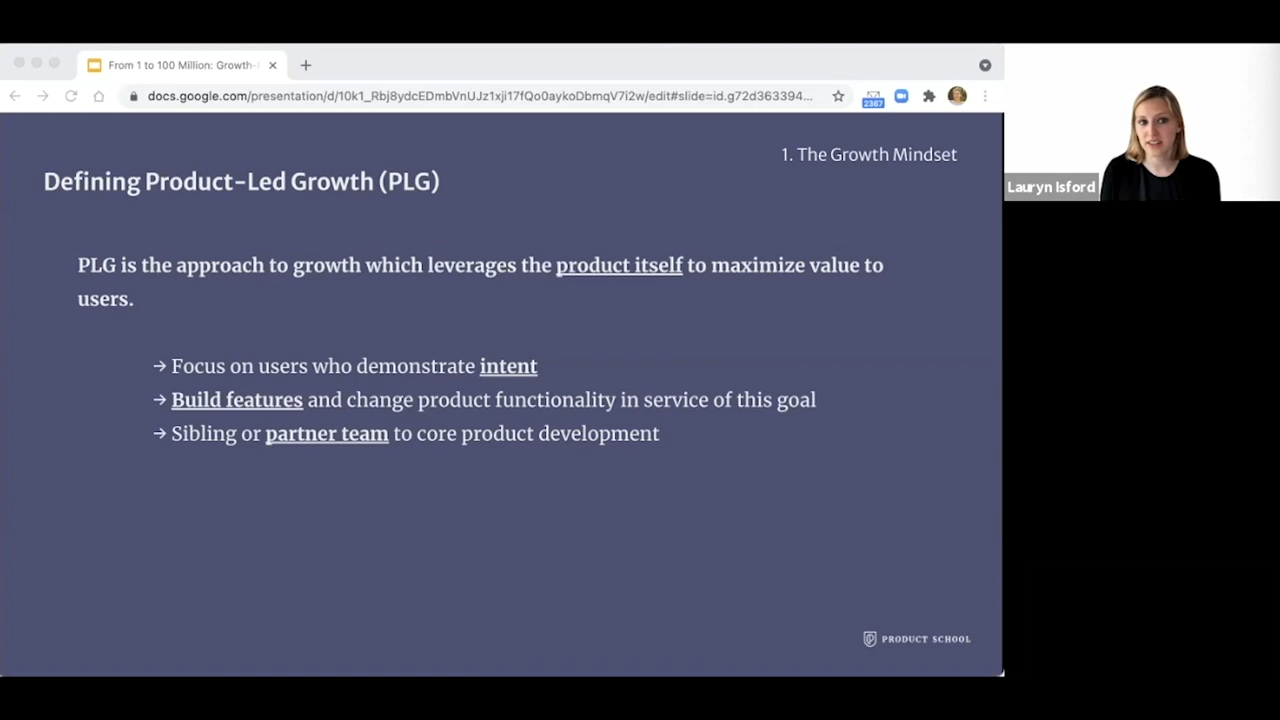 From 1 to 100 Million: Growth-
docs.google.com/presentation/d/10k1_Rbj8ydcEDmbVnUJz1xji17fQo0aykoDbmqV7i2w/edit#slide=id.g72d363394...
2367
1. The Growth Mindset
Defining Product-Led Growth (PLG)
PLG is the approach to growth which leverages the product itself to maximize value to
users.
→ Focus on users who demonstrate intent
→ Build features and change product functionality in service of this goal
→ Sibling or partner team to core product development
PRODUCT SCHOOL
Lauryn Isford